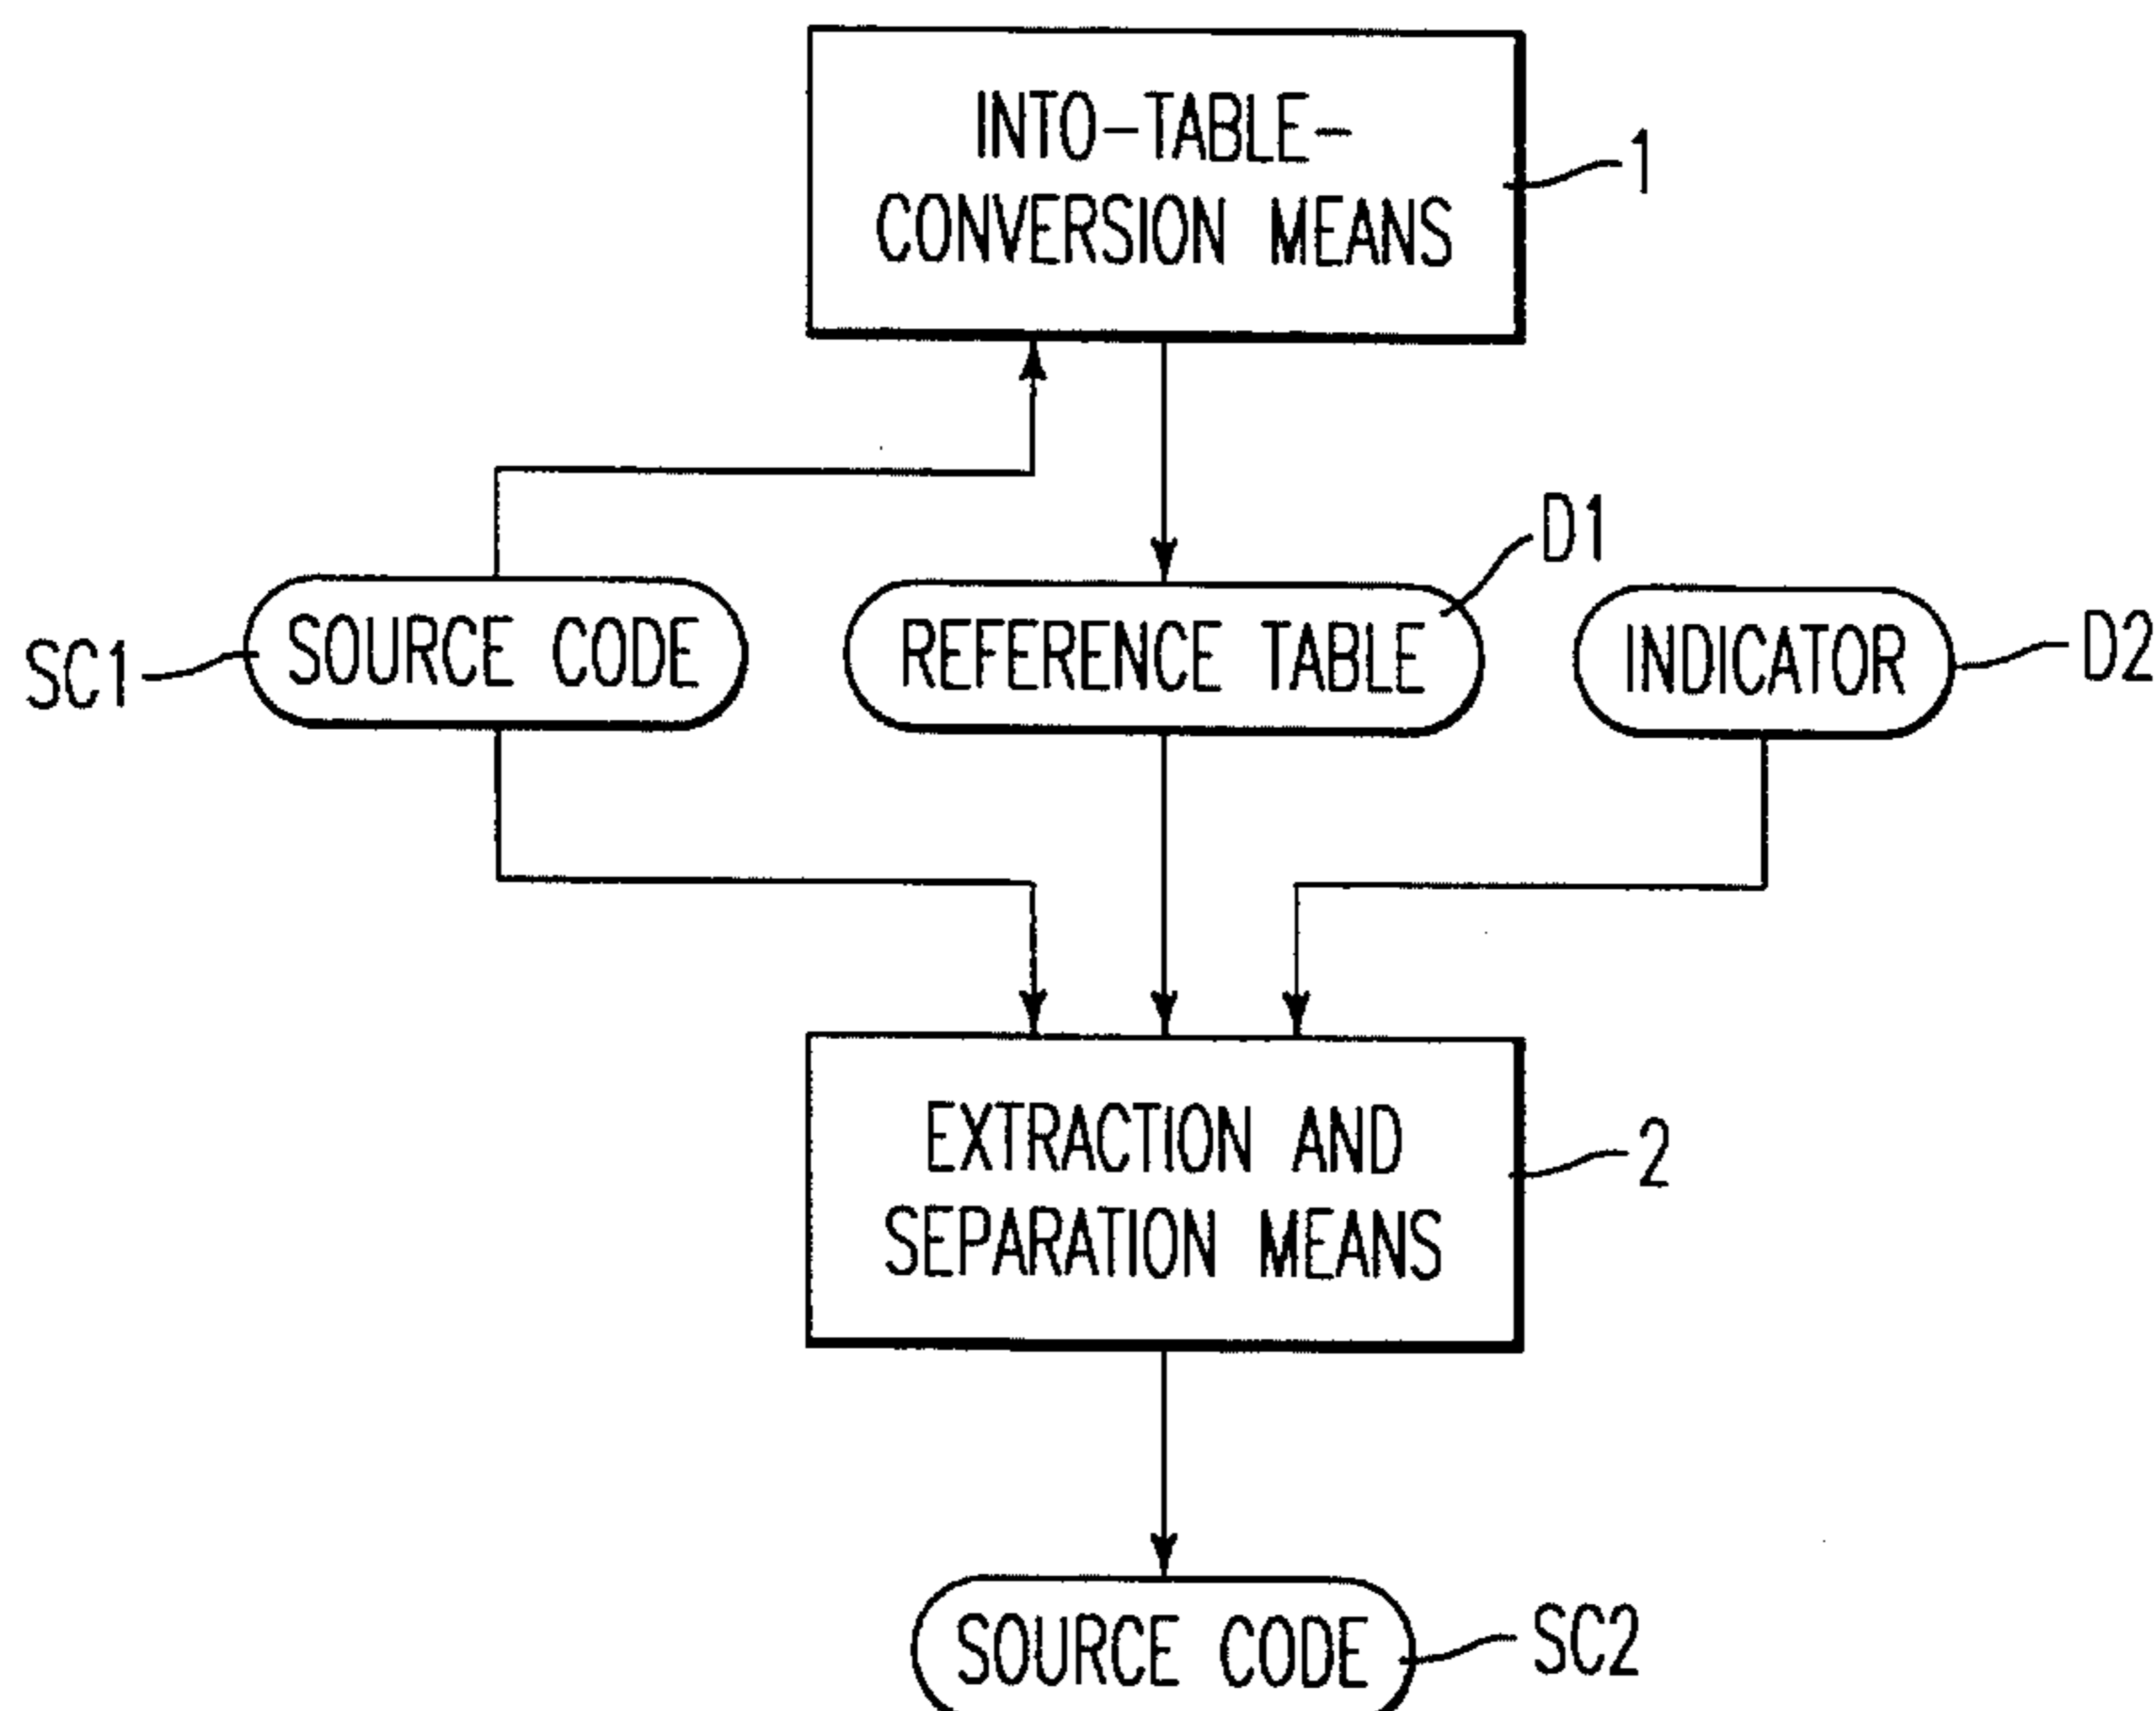 INTO-TABLE-
CONVERSION MEANS
1
D1
SC1
SOURCE CODE
REFERENCE TABLE
INDICATOR
D2
EXTRACTION AND
SEPARATION MEANS
2
SOURCE CODE
SC2